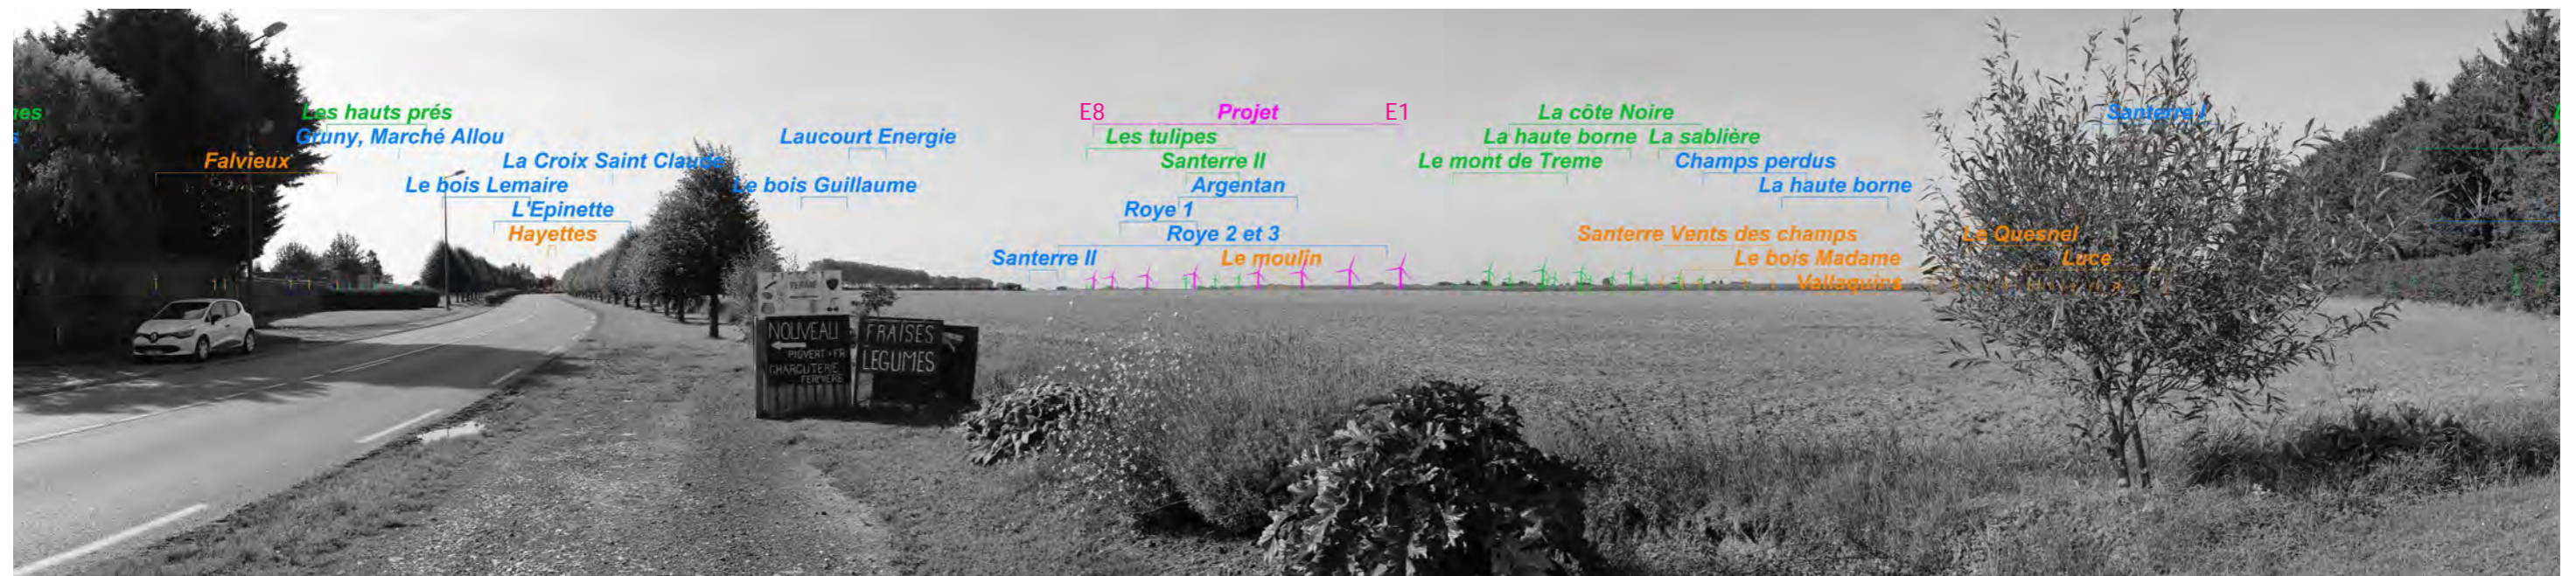 nes
Les hauts prés
E8
Projet
E1
La côte Noire
Santerre I
Gruny, Marché Allou
Laucourt Energie
Les tulipes
La haute borne
La sablière
Falvieux
La Croix Saint Claude
Santerre II
Le mont de Treme
Champs perdus
Le bois Lemaire
Le bois Guillaume
Argentan
La haute borne
L'Epinette
Roye 1
Hayettes
Roye 2 et 3
Santerre Vents des champs
Le Quesnel
Santerre II
Le moulin
Le bois Madame
Luce
Vallaquins
NOUVEAU
FRAISES
LEGUMES
CHARCUTERIE
FERMIERE